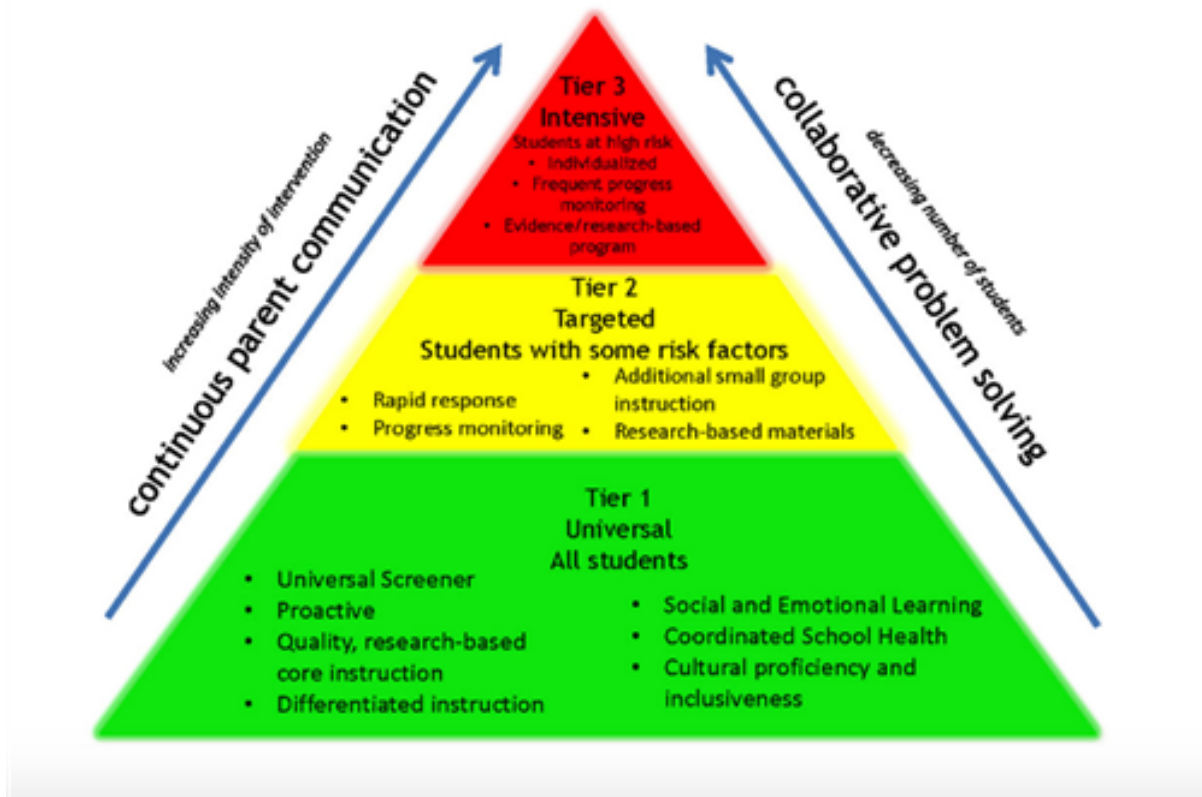 continuous parent communication
increasing intensity of intervention
collaborative problem solving
decreasing number of students
Tier 3
Intensive
Students at high risk
• Individualized
• Frequent progress
monitoring
• Evidence/research-based
program
Tier 2
Targeted
Students with some risk factors
• Rapid response
• Progress monitoring
• Additional small group
instruction
• Research-based materials
Tier 1
Universal
All students
• Universal Screener
• Proactive
• Quality, research-based
core instruction
• Differentiated instruction
• Social and Emotional Learning
• Coordinated School Health
• Cultural proficiency and
inclusiveness